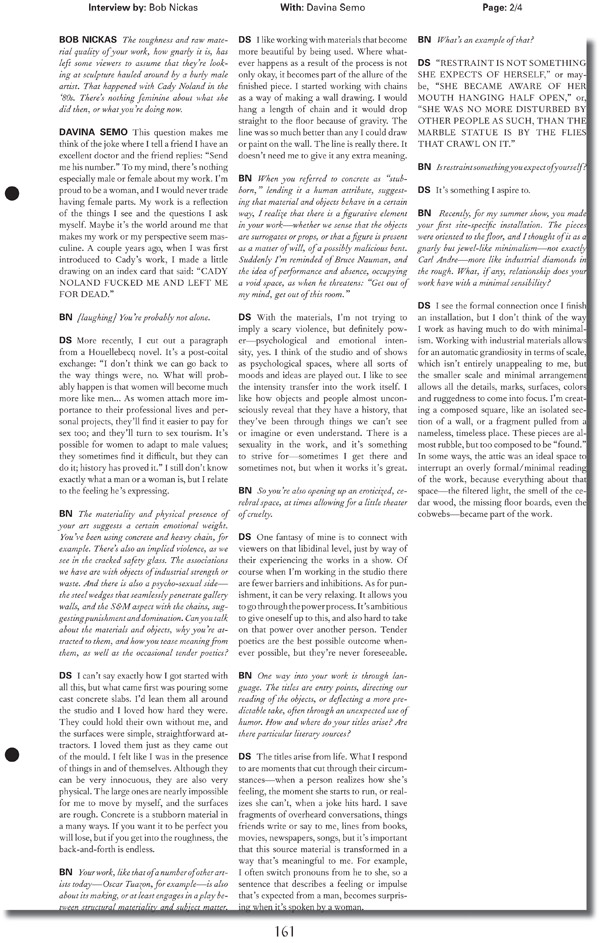 Interview by: Bob Nickas
With: Davina Semo
Page: 2/4
BOB NICKAS The toughness and raw mate-
rial quality of your work, how gnarly it is, has
left some viewers to assume that they're look-
ing at sculpture hauled around by a burly male
artist. That happened with Cady Noland in the
'80s. There's nothing feminine about what she
did then, or what you're doing now.
DAVINA SEMO This question makes me
think of the joke where I tell a friend I have an
excellent doctor and the friend replies: "Send
me his number." To my mind, there's nothing
especially male or female about my work. I'm
proud to be a woman, and I would never trade
having female parts. My work is a reflection
of the things I see and the questions I ask
myself. Maybe it's the world around me that
makes my work or my perspective seem mas-
culine. A couple years ago, when I was first
introduced to Cady's work, I made a little
drawing on an index card that said: "CADY
NOLAND FUCKED ME AND LEFT ME
FOR DEAD."
BN [laughing] You're probably not alone.
DS More recently, I cut out a paragraph
from a Houellebecq novel. It's a post-coital
exchange: "I don't think we can go back to
the way things were, no. What will prob-
ably happen is that women will become much
more like men... As women attach more im-
portance to their professional lives and per-
sonal projects, they'll find it easier to pay for
sex too; and they'll turn to sex tourism. It's
possible for women to adapt to male values;
they sometimes find it difficult, but they can
do it; history has proved it." I still don't know
exactly what a man or a woman is, but I relate
to the feeling he's expressing.
BN The materiality and physical presence of
your art suggests a certain emotional weight.
You've been using concrete and heavy chain, for
example. There's also an implied violence, as we
see in the cracked safety glass. The associations
we have are with objects of industrial strength or
waste. And there is also a psycho-sexual side—
the steel wedges that seamlessly penetrate gallery
walls, and the S&M aspect with the chains, sug-
gesting punishment and domination. Can you talk
about the materials and objects, why you're at-
tracted to them, and how you tease meaning from
them, as well as the occasional tender poetics?
DS I can't say exactly how I got started with
all this, but what came first was pouring some
cast concrete slabs. I'd lean them all around
the studio and I loved how hard they were.
They could hold their own without me, and
the surfaces were simple, straightforward at-
tractors. I loved them just as they came out
of the mould. I felt like I was in the presence
of things in and of themselves. Although they
can be very innocuous, they are also very
physical. The large ones are nearly impossible
for me to move by myself, and the surfaces
are rough. Concrete is a stubborn material in
a many ways. If you want it to be perfect you
will lose, but if you get into the roughness, the
back-and-forth is endless.
BN Your work, like that of a number of other art-
ists today—Oscar Tuazon, for example—is also
about its making, or at least engages in a play be-
tween structural materiality and subject matter.
DS I like working with materials that become
more beautiful by being used. Where what-
ever happens as a result of the process is not
only okay, it becomes part of the allure of the
finished piece. I started working with chains
as a way of making a wall drawing. I would
hang a length of chain and it would drop
straight to the floor because of gravity. The
line was so much better than any I could draw
or paint on the wall. The line is really there. It
doesn't need me to give it any extra meaning.
BN When you referred to concrete as "stub-
born," lending it a human attribute, suggest-
ing that material and objects behave in a certain
way, I realize that there is a figurative element
in your work—whether we sense that the objects
are surrogates or props, or that a figure is present
as a matter of will, of a possibly malicious bent.
Suddenly I'm reminded of Bruce Nauman, and
the idea of performance and absence, occupying
a void space, as when he threatens: "Get out of
my mind, get out of this room."
DS With the materials, I'm not trying to
imply a scary violence, but definitely pow-
er—psychological and emotional inten-
sity, yes. I think of the studio and of shows
as psychological spaces, where all sorts of
moods and ideas are played out. I like to see
the intensity transfer into the work itself. I
like how objects and people almost uncon-
sciously reveal that they have a history, that
they've been through things we can't see
or imagine or even understand. There is a
sexuality in the work, and it's something
to strive for—sometimes I get there and
sometimes not, but when it works it's great.
BN So you're also opening up an eroticized, ce-
rebral space, at times allowing for a little theater
of cruelty.
DS One fantasy of mine is to connect with
viewers on that libidinal level, just by way of
their experiencing the works in a show. Of
course when I'm working in the studio there
are fewer barriers and inhibitions. As for pun-
ishment, it can be very relaxing. It allows you
to go through the power process. It's ambitious
to give oneself up to this, and also hard to take
on that power over another person. Tender
poetics are the best possible outcome when-
ever possible, but they're never foreseeable.
BN One way into your work is through lan-
guage. The titles are entry points, directing our
reading of the objects, or deflecting a more pre-
dictable take, often through an unexpected use of
humor. How and where do your titles arise? Are
there particular literary sources?
DS The titles arise from life. What I respond
to are moments that cut through their circum-
stances—when a person realizes how she's
feeling, the moment she starts to run, or real-
izes she can't, when a joke hits hard. I save
fragments of overheard conversations, things
friends write or say to me, lines from books,
movies, newspapers, songs, but it's important
that this source material is transformed in a
way that's meaningful to me. For example,
I often switch pronouns from he to she, so a
sentence that describes a feeling or impulse
that's expected from a man, becomes surpris-
ing when it's spoken by a woman.
BN What's an example of that?
DS "RESTRAINT IS NOT SOMETHING
SHE EXPECTS OF HERSELF," or may-
be, "SHE BECAME AWARE OF HER
MOUTH HANGING HALF OPEN," or,
"SHE WAS NO MORE DISTURBED BY
OTHER PEOPLE AS SUCH, THAN THE
MARBLE STATUE IS BY THE FLIES
THAT CRAWL ON IT."
BN Is restraint something you expect of yourself?
DS It's something I aspire to.
BN Recently, for my summer show, you made
your first site-specific installation. The pieces
were oriented to the floor, and I thought of it as a
gnarly but jewel-like minimalism—not exactly
Carl Andre—more like industrial diamonds in
the rough. What, if any, relationship does your
work have with a minimal sensibility?
DS I see the formal connection once I finish
an installation, but I don't think of the way
I work as having much to do with minimal-
ism. Working with industrial materials allows
for an automatic grandiosity in terms of scale,
which isn't entirely unappealing to me, but
the smaller scale and minimal arrangement
allows all the details, marks, surfaces, colors
and ruggedness to come into focus. I'm creat-
ing a composed square, like an isolated sec-
tion of a wall, or a fragment pulled from a
nameless, timeless place. These pieces are al-
most rubble, but too composed to be "found."
In some ways, the attic was an ideal space to
interrupt an overly formal/minimal reading
of the work, because everything about that
space—the filtered light, the smell of the ce-
dar wood, the missing floor boards, even the
cobwebs—became part of the work.
161